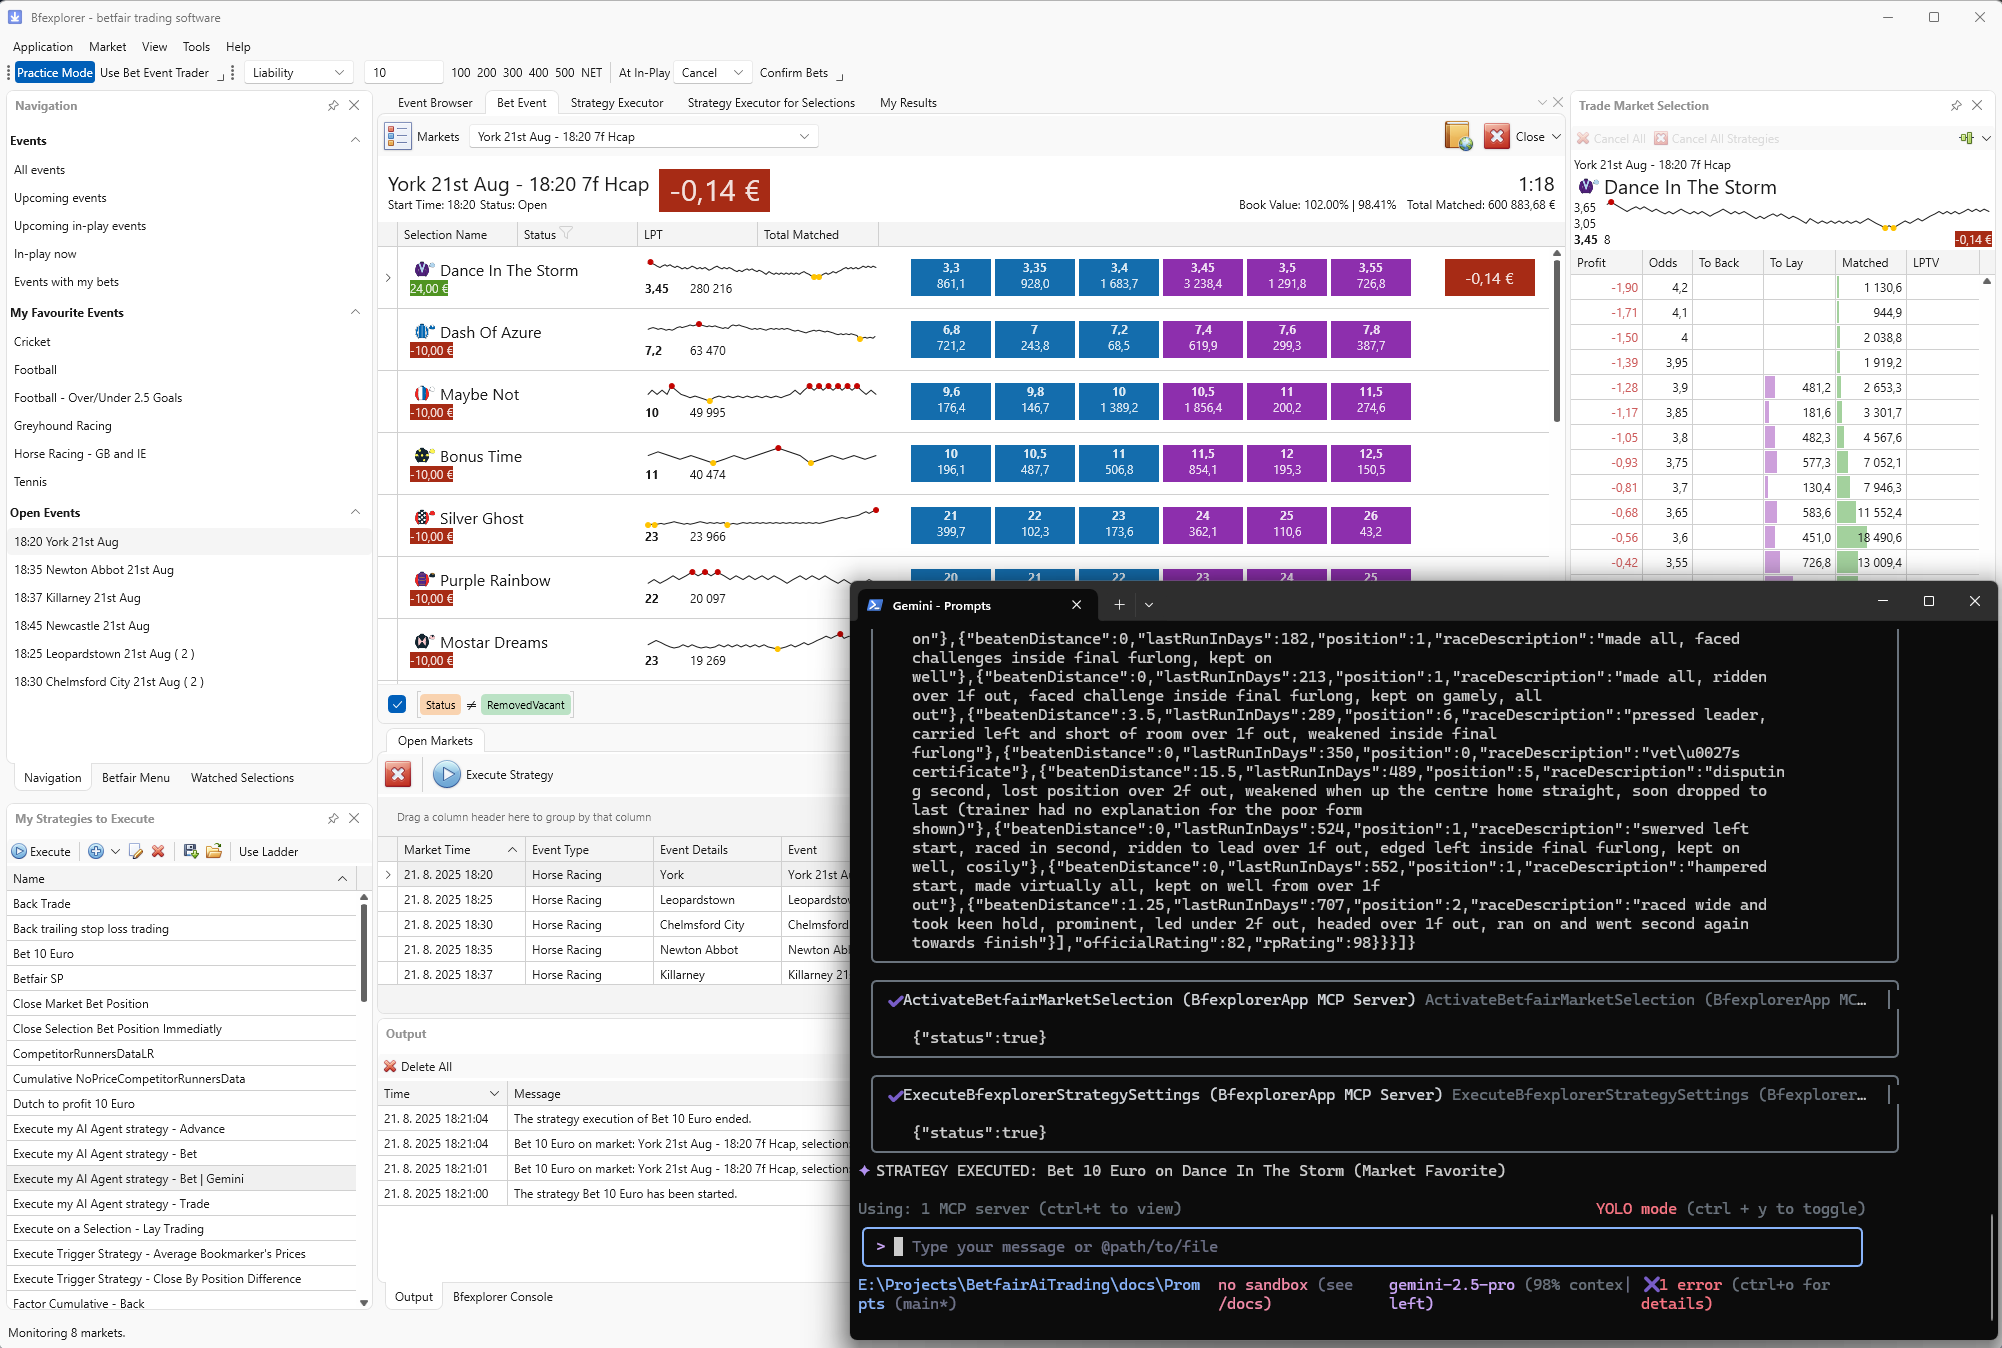 Bfexplorer - betfair trading software
Application Market View Tools Help
Practice Mode Use Bet Event Trader Liability 10 100 200 300 400 500 NET At In-Play Cancel Confirm Bets
Navigation
Events
All events
Upcoming events
Upcoming in-play events
In-play now
Events with my bets
My Favourite Events
Cricket
Football
Football - Over/Under 2.5 Goals
Greyhound Racing
Horse Racing - GB and IE
Tennis
Open Events
18:20 York 21st Aug
18:35 Newton Abbot 21st Aug
18:37 Killarney 21st Aug
18:45 Newcastle 21st Aug
18:25 Leopardstown 21st Aug ( 2 )
18:30 Chelmsford City 21st Aug ( 2 )
Navigation Betfair Menu Watched Selections
My Strategies to Execute
Execute Use Ladder
Name
Back Trade
Back trailing stop loss trading
Bet 10 Euro
Betfair SP
Close Market Bet Position
Close Selection Bet Position Immediatly
CompetitorRunnersDataLR
Cumulative NoPriceCompetitorRunnersData
Dutch to profit 10 Euro
Execute my AI Agent strategy - Advance
Execute my AI Agent strategy - Bet
Execute my AI Agent strategy - Bet | Gemini
Execute my AI Agent strategy - Trade
Execute on a Selection - Lay Trading
Execute Trigger Strategy - Average Bookmarker's Prices
Execute Trigger Strategy - Close By Position Difference
Factor Cumulative - Back
Monitoring 8 markets.
Event Browser Bet Event Strategy Executor Strategy Executor for Selections My Results
Markets York 21st Aug - 18:20 7f Hcap Close
York 21st Aug - 18:20 7f Hcap -0,14 € 1:18
Start Time: 18:20 Status: Open Book Value: 102.00% | 98.41% Total Matched: 600 883,68 €
Selection Name Status LPT Total Matched
Dance In The Storm 3,3 3,35 3,4 3,45 3,5 3,55 -0,14 €
24,00 € 3,45 280 216 861,1 928,0 1 683,7 3 238,4 1 291,8 726,8
Dash Of Azure 6,8 7 7,2 7,4 7,6 7,8
-10,00 € 7,2 63 470 721,2 243,8 68,5 619,9 299,3 387,7
Maybe Not 9,6 9,8 10 10,5 11 11,5
-10,00 € 10 49 995 176,4 146,7 1 389,2 1 856,4 200,2 274,6
Bonus Time 10 10,5 11 11,5 12 12,5
-10,00 € 11 40 474 196,1 487,7 506,8 854,1 195,3 150,5
Silver Ghost 21 22 23 24 25 26
-10,00 € 23 23 966 399,7 102,3 173,6 362,1 110,6 43,2
Purple Rainbow 20 21 22 23 24 25
-10,00 € 22 20 097
Mostar Dreams
-10,00 € 23 19 269
Status ≠ RemovedVacant
Open Markets
Execute Strategy
Drag a column header here to group by that column
Market Time Event Type Event Details Event
21. 8. 2025 18:20 Horse Racing York York 21st A
21. 8. 2025 18:25 Horse Racing Leopardstown Leopardsto
21. 8. 2025 18:30 Horse Racing Chelmsford City Chelmsford
21. 8. 2025 18:35 Horse Racing Newton Abbot Newton Ab
21. 8. 2025 18:37 Horse Racing Killarney Killarney 21
Output
Delete All
Time Message
21. 8. 2025 18:21:04 The strategy execution of Bet 10 Euro ended.
21. 8. 2025 18:21:04 Bet 10 Euro on market: York 21st Aug - 18:20 7f Hcap, selection
21. 8. 2025 18:21:01 Bet 10 Euro on market: York 21st Aug - 18:20 7f Hcap, selection
21. 8. 2025 18:21:00 The strategy Bet 10 Euro has been started.
Output Bfexplorer Console
Trade Market Selection
Cancel All Cancel All Strategies
York 21st Aug - 18:20 7f Hcap
Dance In The Storm
3,65
3,05
3,45 8 -0,14 €
Profit Odds To Back To Lay Matched LPTV
-1,90 4,2 1 130,6
-1,71 4,1 944,9
-1,50 4 2 038,8
-1,39 3,95 1 919,2
-1,28 3,9 481,2 2 653,3
-1,17 3,85 181,6 3 301,7
-1,05 3,8 482,3 4 567,6
-0,93 3,75 577,3 7 052,1
-0,81 3,7 130,4 7 946,3
-0,68 3,65 583,6 11 552,4
-0,56 3,6 451,0 18 490,6
-0,42 3,55 726,8 13 009,4
Gemini - Prompts
on"},{"beatenDistance":0,"lastRunInDays":182,"position":1,"raceDescription":"made all, faced
challenges inside final furlong, kept on
well"},{"beatenDistance":0,"lastRunInDays":213,"position":1,"raceDescription":"made all, ridden
over 1f out, faced challenge inside final furlong, kept on gamely, all
out"},{"beatenDistance":3.5,"lastRunInDays":289,"position":6,"raceDescription":"pressed leader,
carried left and short of room over 1f out, weakened inside final
furlong"},{"beatenDistance":0,"lastRunInDays":350,"position":0,"raceDescription":"vet\u0027s
certificate"},{"beatenDistance":15.5,"lastRunInDays":489,"position":5,"raceDescription":"disputin
g second, lost position over 2f out, weakened when up the centre home straight, soon dropped to
last (trainer had no explanation for the poor form
shown)"},{"beatenDistance":0,"lastRunInDays":524,"position":1,"raceDescription":"swerved left
start, raced in second, ridden to lead over 1f out, edged left inside final furlong, kept on
well, cosily"},{"beatenDistance":0,"lastRunInDays":552,"position":1,"raceDescription":"hampered
start, made virtually all, kept on well from over 1f
out"},{"beatenDistance":1.25,"lastRunInDays":707,"position":2,"raceDescription":"raced wide and
took keen hold, prominent, led under 2f out, headed over 1f out, ran on and went second again
towards finish"}],"officialRating":82,"rpRating":98}}}]}
ActivateBetfairMarketSelection (BfexplorerApp MCP Server) ActivateBetfairMarketSelection (BfexplorerApp MC…
{"status":true}
ExecuteBfexplorerStrategySettings (BfexplorerApp MCP Server) ExecuteBfexplorerStrategySettings (Bfexplorer…
{"status":true}
✦ STRATEGY EXECUTED: Bet 10 Euro on Dance In The Storm (Market Favorite)
Using: 1 MCP server (ctrl+t to view) YOLO mode (ctrl + y to toggle)
> Type your message or @path/to/file
E:\Projects\BetfairAiTrading\docs\Prom no sandbox (see gemini-2.5-pro (98% contex| ✖1 error (ctrl+o for
pts (main*) /docs) left) details)